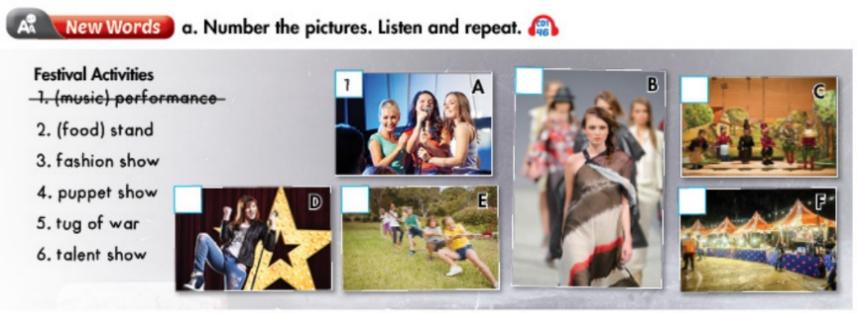 AA New Words a. Number the pictures. Listen and repeat. CD1 46
Festival Activities
1. (music) performance
2. (food) stand
3. fashion show
4. puppet show
5. tug of war
6. talent show
1 A
B
C
D
E
F